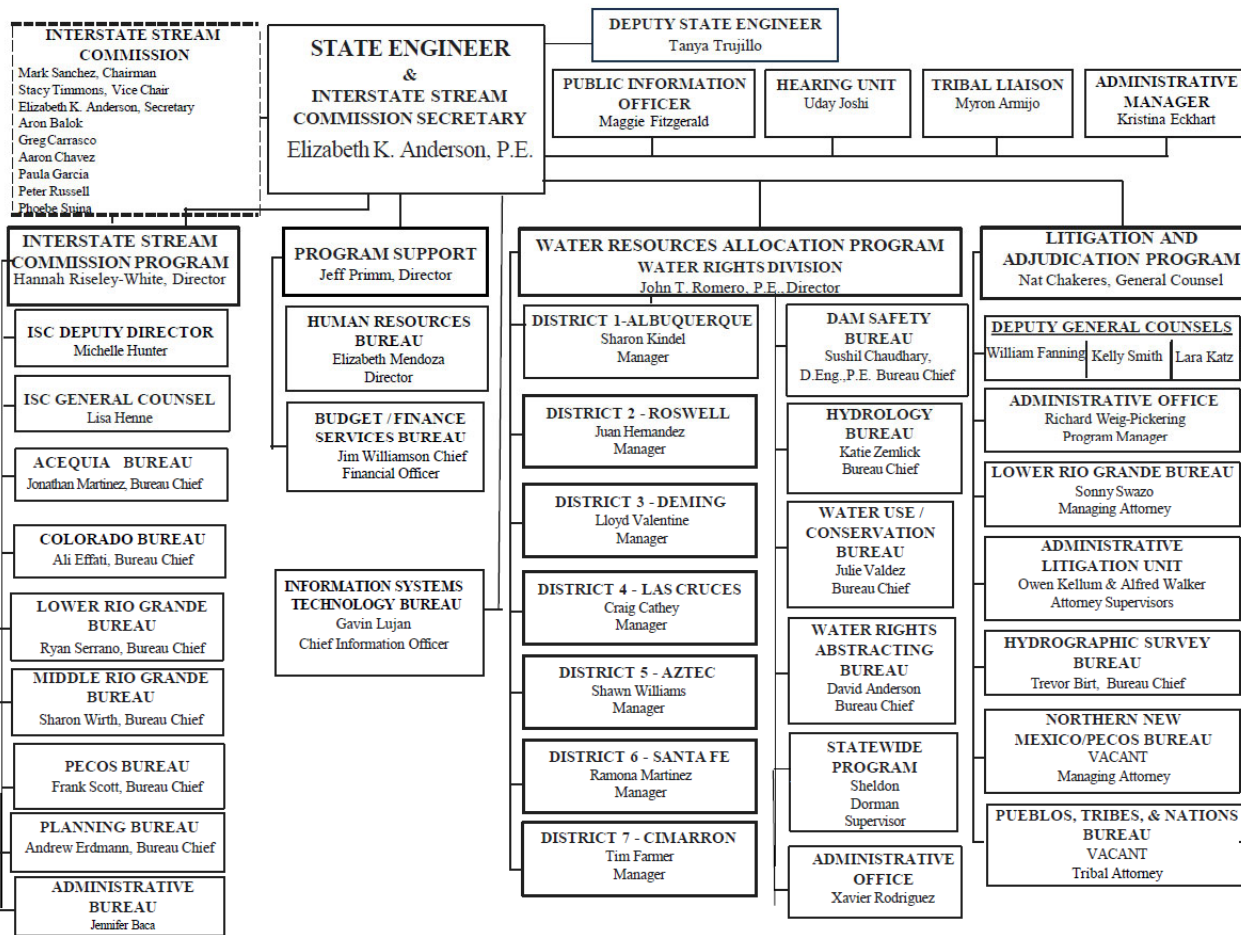 INTERSTATE STREAM
COMMISSION
Mark Sanchez, Chairman
Stacy Timmons, Vice Chair
Elizabeth K. Anderson, Secretary
Aron Balok
Greg Carrasco
Aaron Chavez
Paula Garcia
Peter Russell
Phoebe Suina
STATE ENGINEER
&
INTERSTATE STREAM
COMMISSION SECRETARY
Elizabeth K. Anderson, P.E.
DEPUTY STATE ENGINEER
Tanya Trujillo
PUBLIC INFORMATION
OFFICER
Maggie Fitzgerald
HEARING UNIT
Uday Joshi
TRIBAL LIAISON
Myron Armijo
ADMINISTRATIVE
MANAGER
Kristina Eckhart
INTERSTATE STREAM
COMMISSION PROGRAM
Hannah Riseley-White, Director
ISC DEPUTY DIRECTOR
Michelle Hunter
ISC GENERAL COUNSEL
Lisa Henne
ACEQUIA BUREAU
Jonathan Martinez, Bureau Chief
COLORADO BUREAU
Ali Effati, Bureau Chief
LOWER RIO GRANDE
BUREAU
Ryan Serrano, Bureau Chief
MIDDLE RIO GRANDE
BUREAU
Sharon Wirth, Bureau Chief
PECOS BUREAU
Frank Scott, Bureau Chief
PLANNING BUREAU
Andrew Erdmann, Bureau Chief
ADMINISTRATIVE
BUREAU
Jennifer Baca
PROGRAM SUPPORT
Jeff Primm, Director
HUMAN RESOURCES
BUREAU
Elizabeth Mendoza
Director
BUDGET / FINANCE
SERVICES BUREAU
Jim Williamson Chief
Financial Officer
INFORMATION SYSTEMS
TECHNOLOGY BUREAU
Gavin Lujan
Chief Information Officer
WATER RESOURCES ALLOCATION PROGRAM
WATER RIGHTS DIVISION
John T. Romero, P.E., Director
DISTRICT 1-ALBUQUERQUE
Sharon Kindel
Manager
DISTRICT 2 - ROSWELL
Juan Hernandez
Manager
DISTRICT 3 - DEMING
Lloyd Valentine
Manager
DISTRICT 4 - LAS CRUCES
Craig Cathey
Manager
DISTRICT 5 - AZTEC
Shawn Williams
Manager
DISTRICT 6 - SANTA FE
Ramona Martinez
Manager
DISTRICT 7 - CIMARRON
Tim Farmer
Manager
DAM SAFETY
BUREAU
Sushil Chaudhary,
D.Eng.,P.E. Bureau Chief
HYDROLOGY
BUREAU
Katie Zemlick
Bureau Chief
WATER USE /
CONSERVATION
BUREAU
Julie Valdez
Bureau Chief
WATER RIGHTS
ABSTRACTING
BUREAU
David Anderson
Bureau Chief
STATEWIDE
PROGRAM
Sheldon
Dorman
Supervisor
ADMINISTRATIVE
OFFICE
Xavier Rodriguez
LITIGATION AND
ADJUDICATION PROGRAM
Nat Chakeres, General Counsel
DEPUTY GENERAL COUNSELS
William Fanning Kelly Smith Lara Katz
ADMINISTRATIVE OFFICE
Richard Weig-Pickering
Program Manager
LOWER RIO GRANDE BUREAU
Sonny Swazo
Managing Attorney
ADMINISTRATIVE
LITIGATION UNIT
Owen Kellum & Alfred Walker
Attorney Supervisors
HYDROGRAPHIC SURVEY
BUREAU
Trevor Birt, Bureau Chief
NORTHERN NEW
MEXICO/PECOS BUREAU
VACANT
Managing Attorney
PUEBLOS, TRIBES, & NATIONS
BUREAU
VACANT
Tribal Attorney